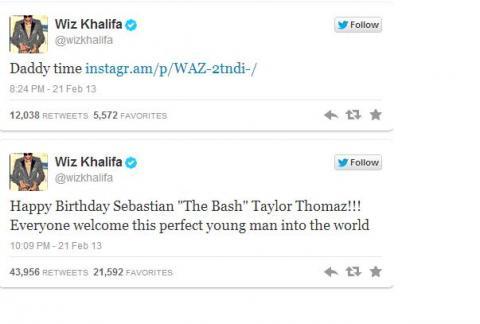 Wiz Khalifa
Follow
@wizkhalifa
Daddy time instagr.am/p/WAZ-2tndi-/
8:24 PM - 21 Feb 13
12,038 RETWEETS 5,572 FAVORITES
Wiz Khalifa
Follow
@wizkhalifa
Happy Birthday Sebastian "The Bash" Taylor Thomaz!!!
Everyone welcome this perfect young man into the world
10:09 PM - 21 Feb 13
43,956 RETWEETS 21,592 FAVORITES